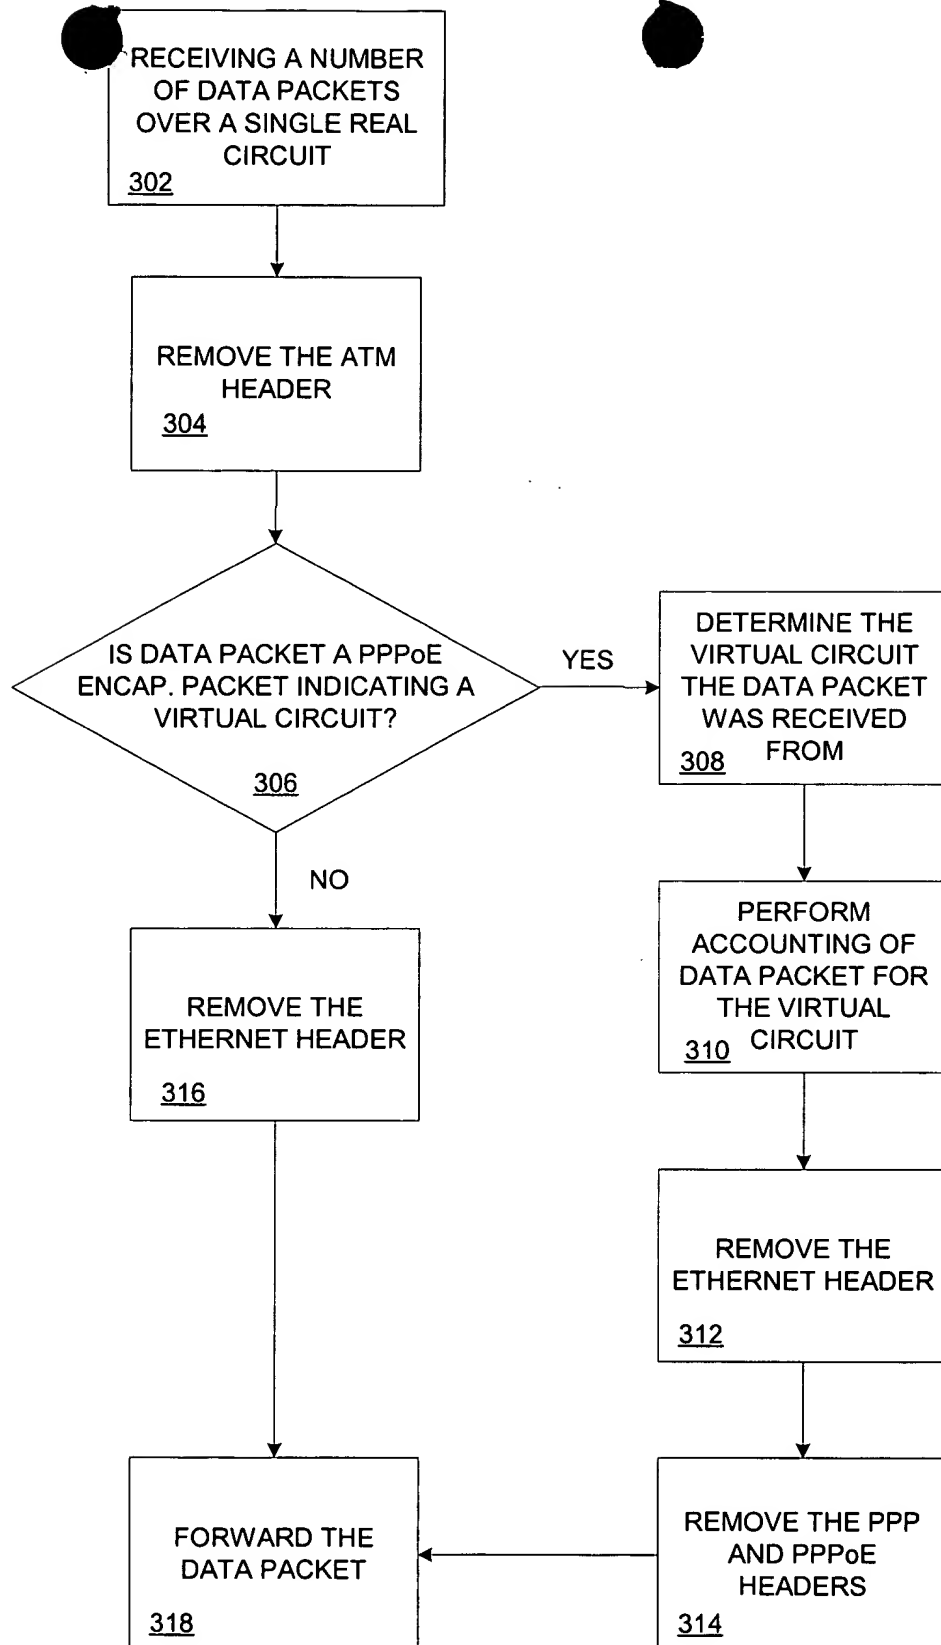 RECEIVING A NUMBER
OF DATA PACKETS
OVER A SINGLE REAL
CIRCUIT
302
REMOVE THE ATM
HEADER
304
IS DATA PACKET A PPPoE
ENCAP. PACKET INDICATING A
VIRTUAL CIRCUIT?
306
YES
NO
DETERMINE THE
VIRTUAL CIRCUIT
THE DATA PACKET
WAS RECEIVED
FROM
308
PERFORM
ACCOUNTING OF
DATA PACKET FOR
THE VIRTUAL
CIRCUIT
310
REMOVE THE
ETHERNET HEADER
316
REMOVE THE
ETHERNET HEADER
312
REMOVE THE PPP
AND PPPoE
HEADERS
314
FORWARD THE
DATA PACKET
318